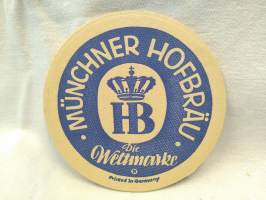 · MÜNCHNER HOFBRÄU ·
HB
Die
Weltmarke
Printed in Germany